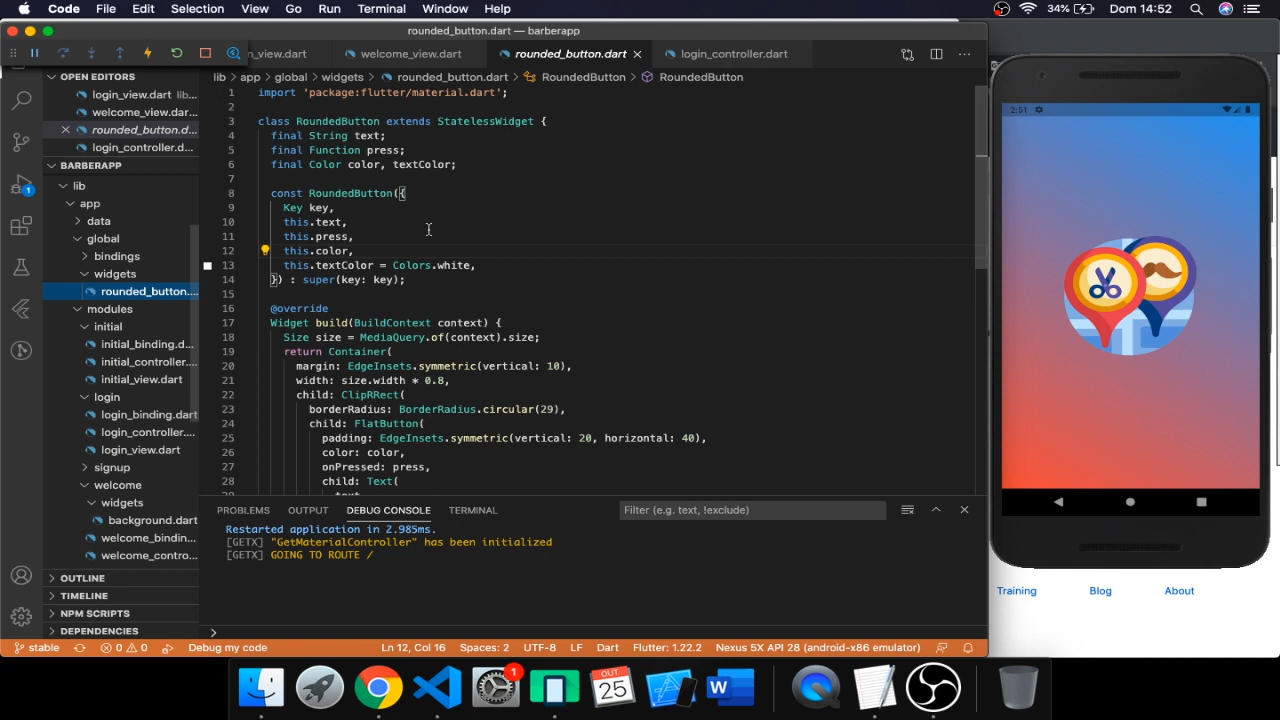 Code File Edit Selection View Go Run Terminal Window Help 34% Dom 14:52
rounded_button.dart — barberapp
n_view.dart welcome_view.dart rounded_button.dart login_controller.dart
OPEN EDITORS
login_view.dart lib...
welcome_view.dar...
rounded_button.d...
login_controller.d...
BARBERAPP
lib
app
data
global
bindings
widgets
rounded_button....
modules
initial
initial_binding.d...
initial_controller....
initial_view.dart
login
login_binding.dart
login_controller....
login_view.dart
signup
welcome
widgets
background.dart
welcome_bindin...
welcome_contro...
OUTLINE
TIMELINE
NPM SCRIPTS
DEPENDENCIES
1
lib > app > global > widgets > rounded_button.dart > RoundedButton > RoundedButton
1 import 'package:flutter/material.dart';
2
3 class RoundedButton extends StatelessWidget {
4 final String text;
5 final Function press;
6 final Color color, textColor;
7
8 const RoundedButton({
9 Key key,
10 this.text,
11 this.press,
12 this.color,
13 this.textColor = Colors.white,
14 }) : super(key: key);
15
16 @override
17 Widget build(BuildContext context) {
18 Size size = MediaQuery.of(context).size;
19 return Container(
20 margin: EdgeInsets.symmetric(vertical: 10),
21 width: size.width * 0.8,
22 child: ClipRRect(
23 borderRadius: BorderRadius.circular(29),
24 child: FlatButton(
25 padding: EdgeInsets.symmetric(vertical: 20, horizontal: 40),
26 color: color,
27 onPressed: press,
28 child: Text(
PROBLEMS OUTPUT DEBUG CONSOLE TERMINAL Filter (e.g. text, !exclude)
Restarted application in 2.985ms.
[GETX] "GetMaterialController" has been initialized
[GETX] GOING TO ROUTE /
stable 0 0 Debug my code Ln 12, Col 16 Spaces: 2 UTF-8 LF Dart Flutter: 1.22.2 Nexus 5X API 28 (android-x86 emulator)
2:51
Training Blog About
1
OCT
25
W